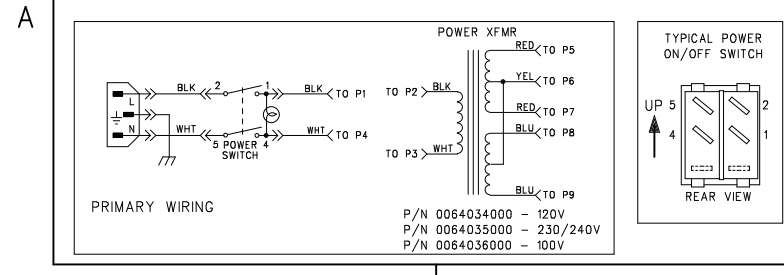 A
POWER XFMR
RED TO P5
BLK 2 1 BLK TO P1
TO P2 BLK
YEL TO P6
L
RED TO P7
N WHT 5 4 WHT TO P4
BLU TO P8
POWER
SWITCH
TO P3 WHT
BLU TO P9
PRIMARY WIRING
P/N 0064034000 - 120V
P/N 0064035000 - 230/240V
P/N 0064036000 - 100V
TYPICAL POWER
ON/OFF SWITCH
UP 5 2
4 1
REAR VIEW